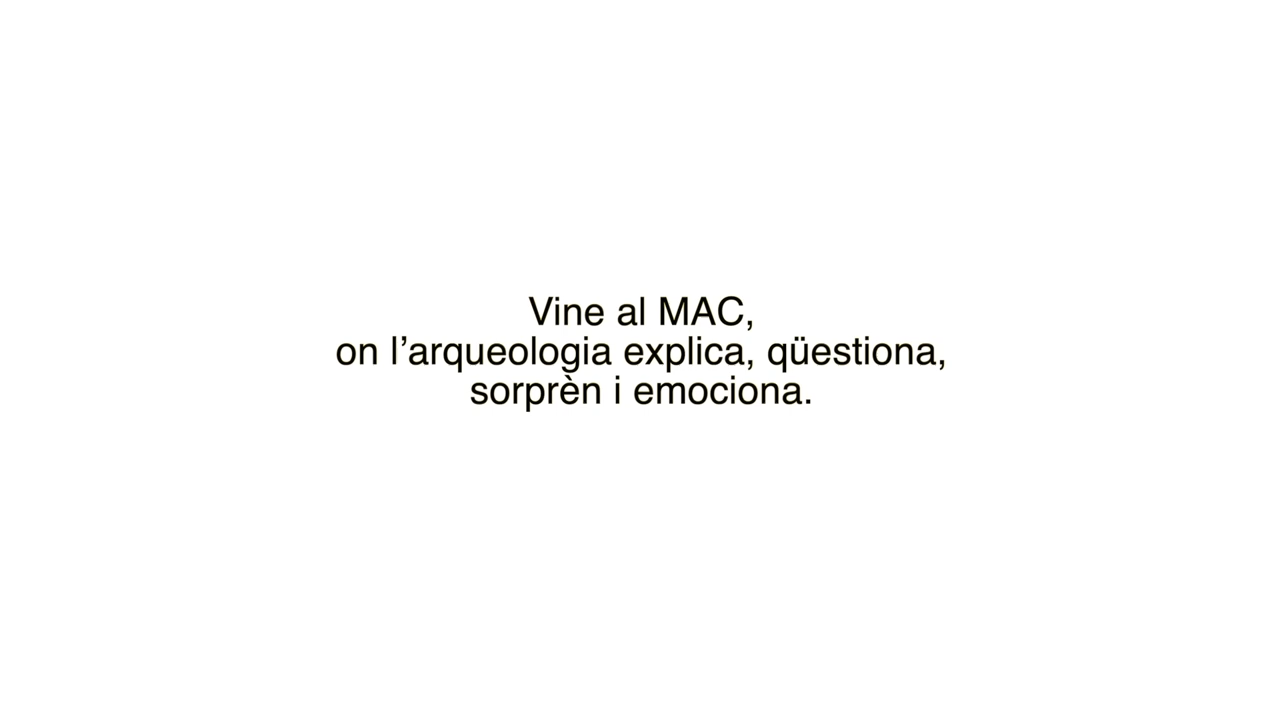 Vine al MAC,
on l’arqueologia explica, qüestiona,
sorprèn i emociona.